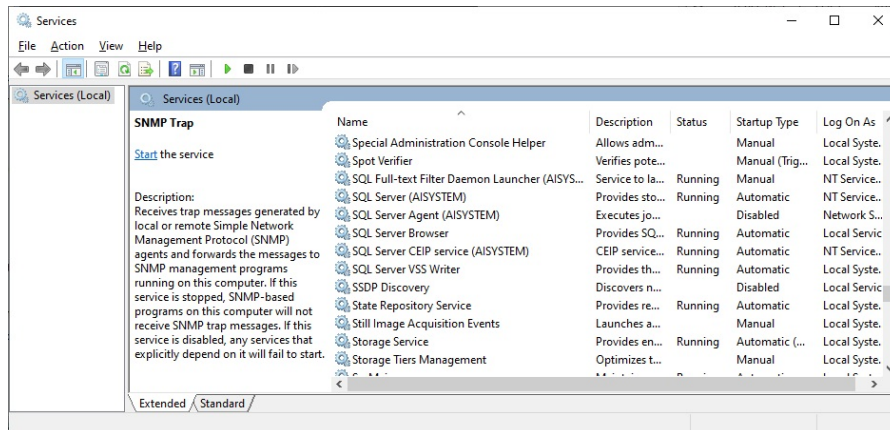 Services
File Action View Help
Services (Local)
Services (Local)
SNMP Trap
Start the service
Description:
Receives trap messages generated by
local or remote Simple Network
Management Protocol (SNMP)
agents and forwards the messages to
SNMP management programs
running on this computer. If this
service is stopped, SNMP-based
programs on this computer will not
receive SNMP trap messages. If this
service is disabled, any services that
explicitly depend on it will fail to start.
Name Description Status Startup Type Log On As
Special Administration Console Helper Allows adm... Manual Local Syste.
Spot Verifier Verifies pote... Manual (Trig... Local Syste.
SQL Full-text Filter Daemon Launcher (AISYS... Service to la... Running Manual NT Service..
SQL Server (AISYSTEM) Provides sto... Running Automatic NT Service..
SQL Server Agent (AISYSTEM) Executes jo... Disabled Network S...
SQL Server Browser Provides SQ... Running Automatic Local Servic
SQL Server CEIP service (AISYSTEM) CEIP service... Running Automatic NT Service..
SQL Server VSS Writer Provides th... Running Automatic Local Syste.
SSDP Discovery Discovers n... Disabled Local Servic
State Repository Service Provides re... Running Automatic Local Syste.
Still Image Acquisition Events Launches a... Manual Local Syste.
Storage Service Provides en... Running Automatic (... Local Syste.
Storage Tiers Management Optimizes t... Manual Local Syste.
Extended Standard